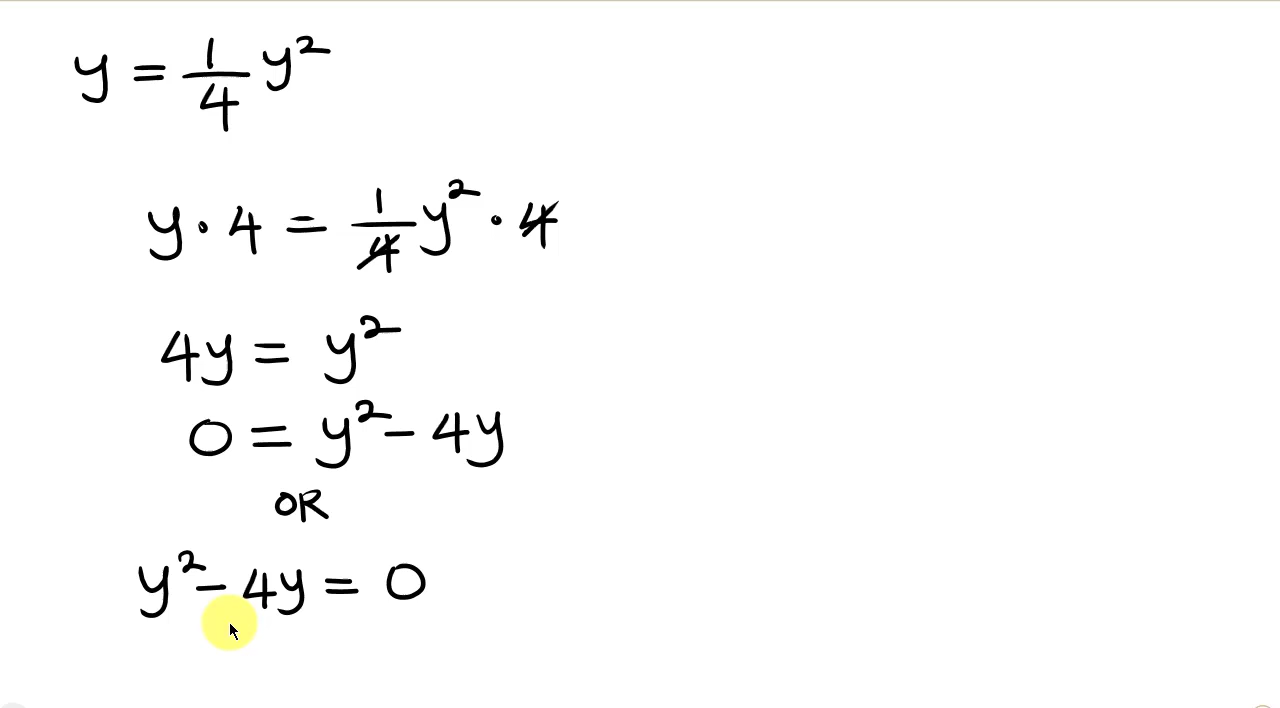 y = 1/4 y²
y · 4 = 1/4 y² · 4
4y = y²
0 = y² - 4y
OR
y² - 4y = 0